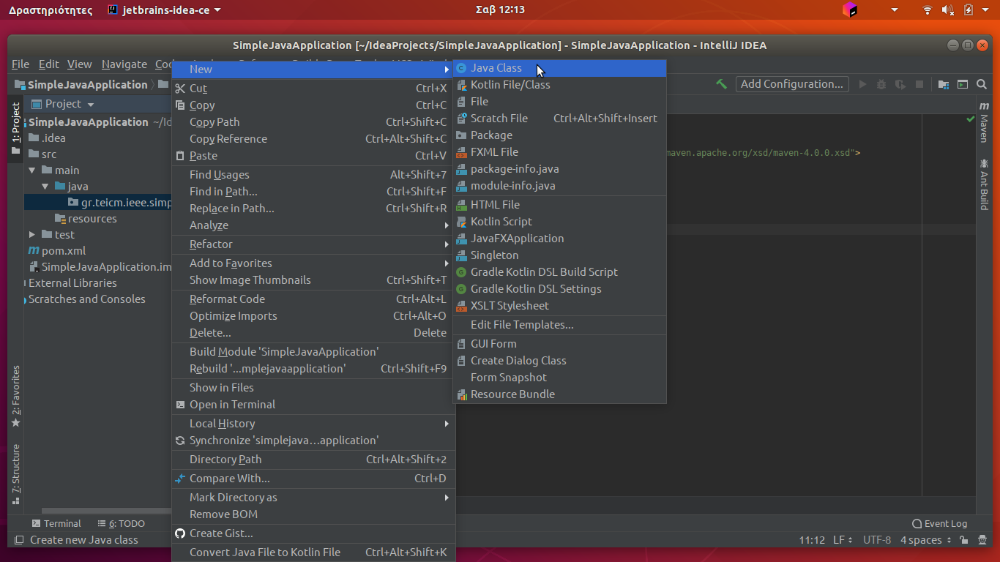 Δραστηριότητες
jetbrains-idea-ce
Σαβ 12:13
SimpleJavaApplication [~/IdeaProjects/SimpleJavaApplication] - SimpleJavaApplication - IntelliJ IDEA
File Edit View Navigate
SimpleJavaApplication
Add Configuration...
1: Project
2: Favorites
7: Structure
Project
SimpleJavaApplication
.idea
src
main
java
gr.teicm.ieee.simp
resources
test
pom.xml
SimpleJavaApplication.im
External Libraries
Scratches and Consoles
New
Cut Ctrl+X
Copy Ctrl+C
Copy Path Ctrl+Shift+C
Copy Reference Ctrl+Alt+Shift+C
Paste Ctrl+V
Find Usages Alt+Shift+7
Find in Path... Ctrl+Shift+F
Replace in Path... Ctrl+Shift+R
Analyze
Refactor
Add to Favorites
Show Image Thumbnails Ctrl+Shift+T
Reformat Code Ctrl+Alt+L
Optimize Imports Ctrl+Alt+O
Delete... Delete
Build Module 'SimpleJavaApplication'
Rebuild '...mplejavaapplication' Ctrl+Shift+F9
Show in Files
Open in Terminal
Local History
Synchronize 'simplejava...application'
Directory Path Ctrl+Alt+Shift+2
Compare With... Ctrl+D
Mark Directory as
Remove BOM
Create Gist...
Convert Java File to Kotlin File Ctrl+Alt+Shift+K
Java Class
Kotlin File/Class
File
Scratch File Ctrl+Alt+Shift+Insert
Package
FXML File
package-info.java
module-info.java
HTML File
Kotlin Script
JavaFXApplication
Singleton
Gradle Kotlin DSL Build Script
Gradle Kotlin DSL Settings
XSLT Stylesheet
Edit File Templates...
GUI Form
Create Dialog Class
Form Snapshot
Resource Bundle
maven.apache.org/xsd/maven-4.0.0.xsd">
m
Maven
Ant Build
Terminal
6: TODO
Event Log
Create new Java class
11:12 LF UTF-8 4 spaces